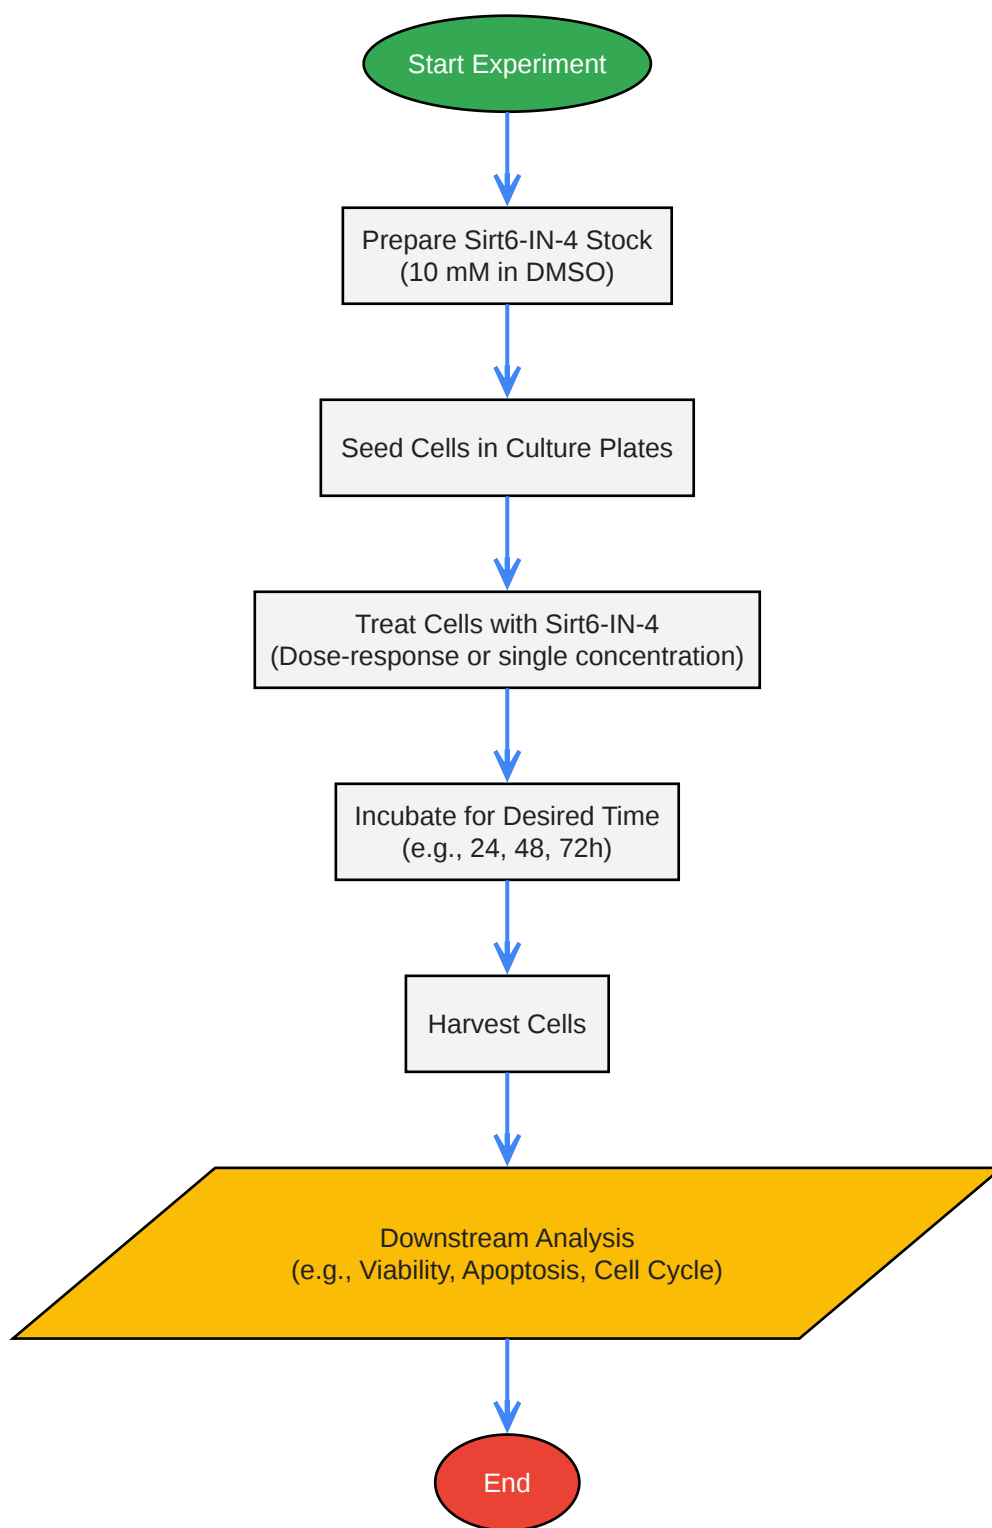 Start Experiment
Prepare Sirt6-IN-4 Stock
(10 mM in DMSO)
Seed Cells in Culture Plates
Treat Cells with Sirt6-IN-4
(Dose-response or single concentration)
Incubate for Desired Time
(e.g., 24, 48, 72h)
Harvest Cells
Downstream Analysis
(e.g., Viability, Apoptosis, Cell Cycle)
End